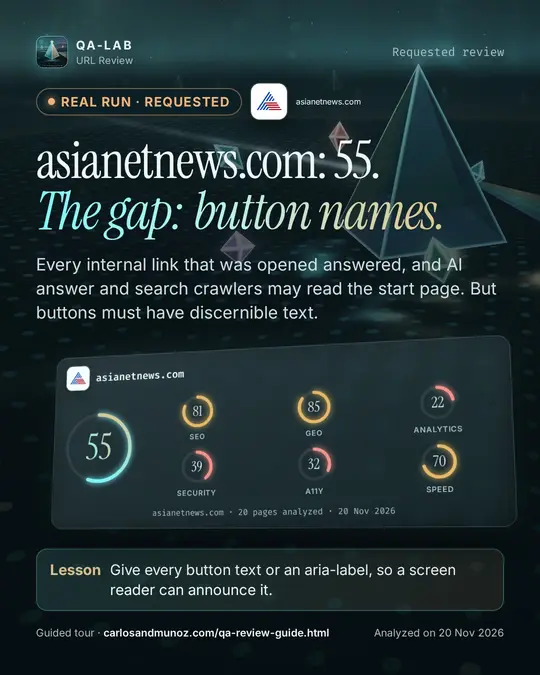 QA-LAB
URL Review
Requested review
REAL RUN · REQUESTED
asianetnews.com
asianetnews.com: 55.
The gap: button names.
Every internal link that was opened answered, and AI
answer and search crawlers may read the start page. But
buttons must have discernible text.
asianetnews.com
55
81
SEO
85
GEO
22
ANALYTICS
39
SECURITY
32
A11Y
70
SPEED
asianetnews.com · 20 pages analyzed · 20 Nov 2026
Lesson Give every button text or an aria-label, so a screen
reader can announce it.
Guided tour · carlosandmunoz.com/qa-review-guide.html
Analyzed on 20 Nov 2026